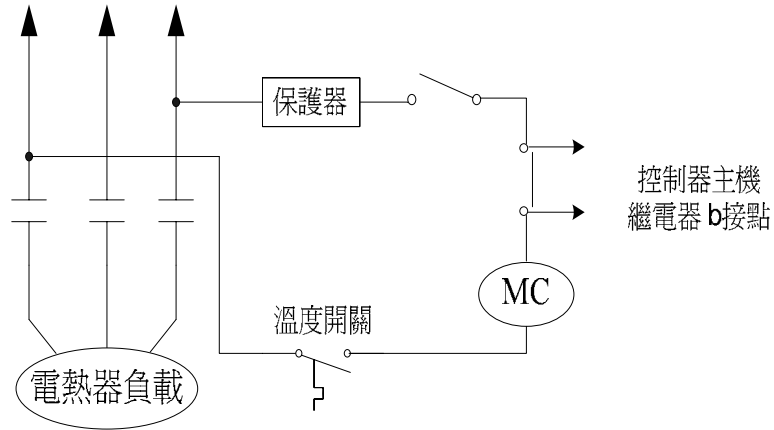 保護器
控制器主機
繼電器 b接點
MC
溫度開關
電熱器負載